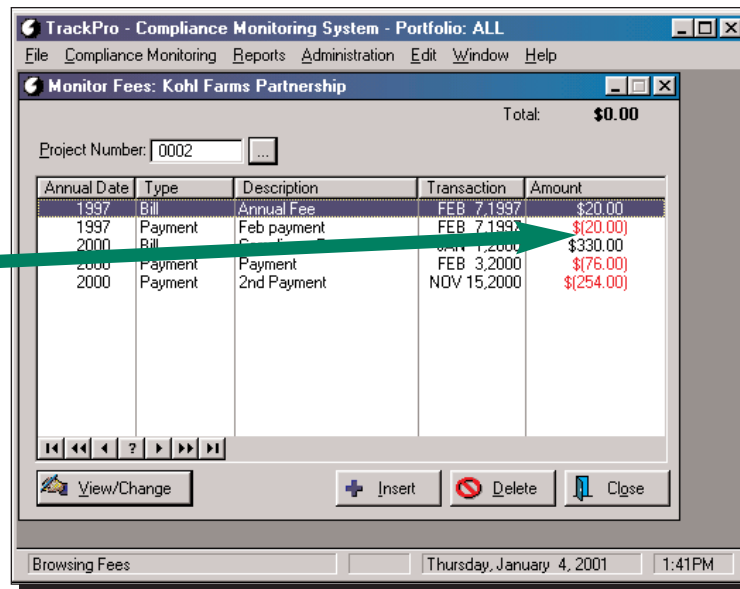 TrackPro - Compliance Monitoring System - Portfolio: ALL
File Compliance Monitoring Reports Administration Edit Window Help
Monitor Fees: Kohl Farms Partnership
Total: $0.00
Project Number: 0002 ...
Annual Date Type Description Transaction Amount
1997 Bill Annual Fee FEB 7,1997 $20.00
1997 Payment Feb payment FEB 7,1997 $(20.00)
2000 Bill JAN 1,2000 $330.00
2000 Payment Payment FEB 3,2000 $(76.00)
2000 Payment 2nd Payment NOV 15,2000 $(254.00)
?
View/Change Insert Delete Close
Browsing Fees Thursday, January 4, 2001 1:41PM